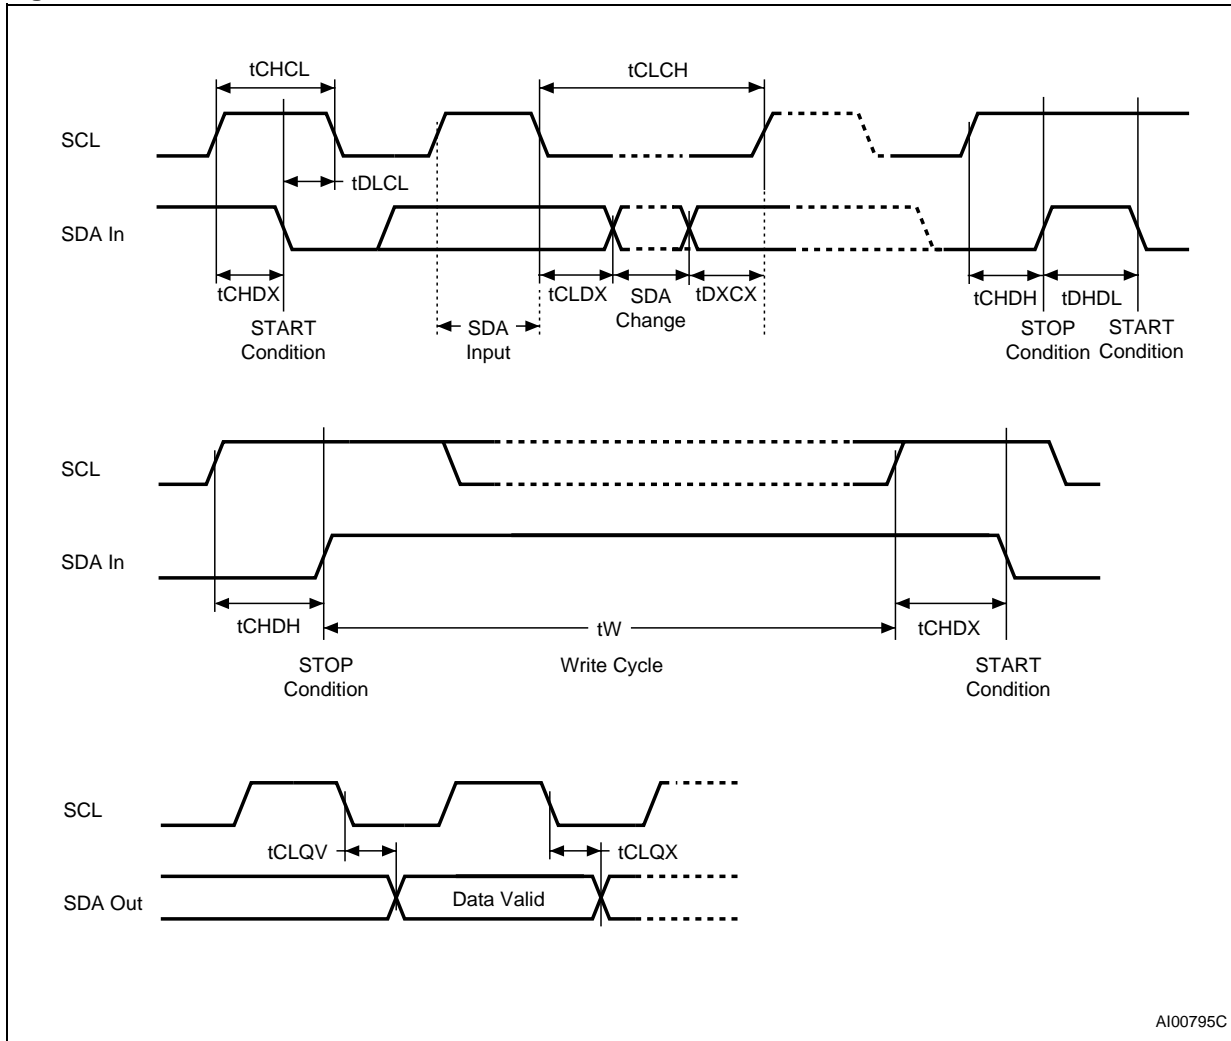 tCHCL
tCLCH
SCL
tDLCL
SDA In
tCHDX
tCLDX
SDA
Change
tDXCX
tCHDH
tDHDL
START
Condition
SDA
Input
STOP
Condition
START
Condition
SCL
SDA In
tCHDH
tW
tCHDX
STOP
Condition
Write Cycle
START
Condition
SCL
tCLQV
tCLQX
SDA Out
Data Valid
AI00795C